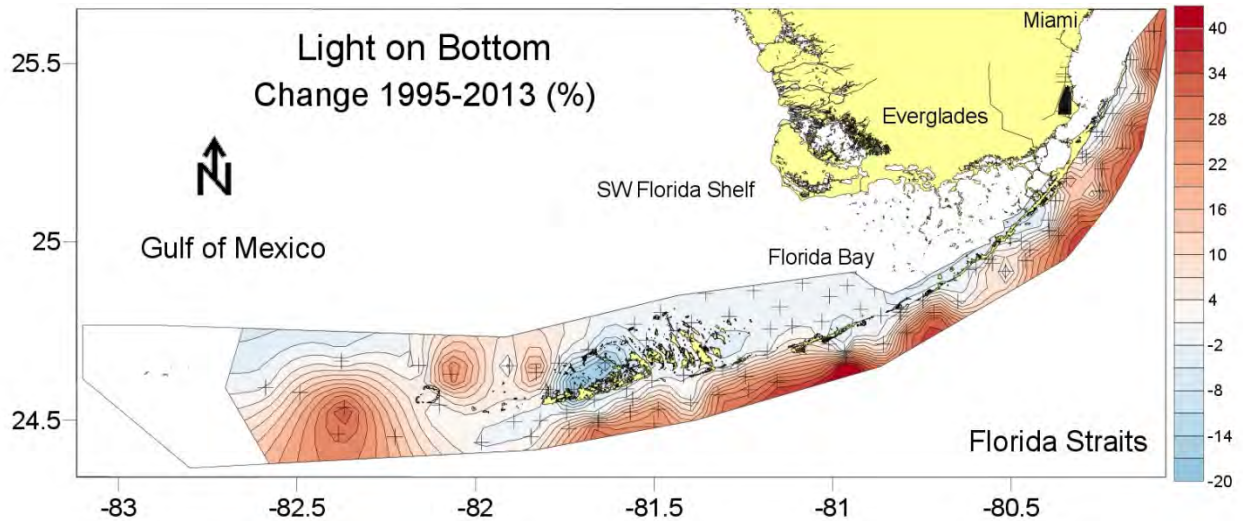 Light on Bottom
Change 1995-2013 (%)
Miami
Everglades
SW Florida Shelf
N
Gulf of Mexico
Florida Bay
Florida Straits
25.5
25
24.5
-83
-82.5
-82
-81.5
-81
-80.5
40
34
28
22
16
10
4
-2
-8
-14
-20